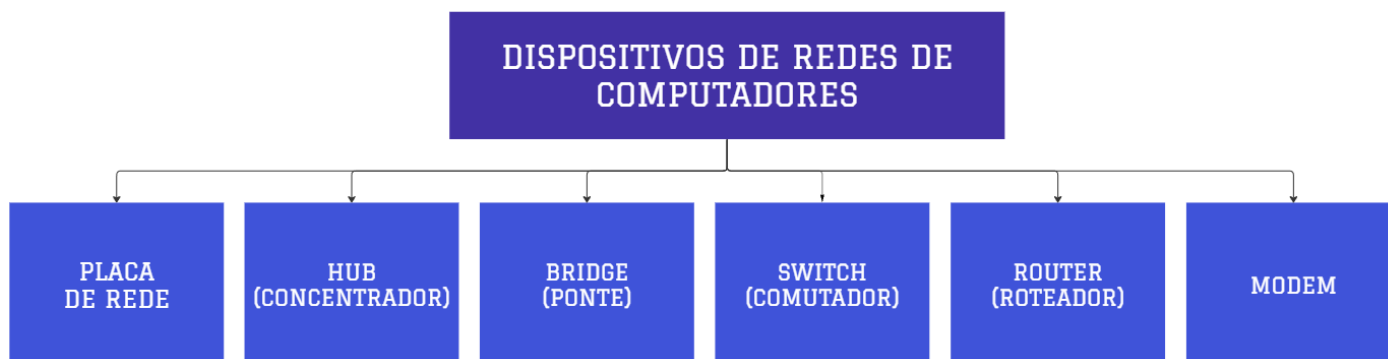 DISPOSITIVOS DE REDES DE
COMPUTADORES
PLACA
DE REDE
HUB
(CONCENTRADOR)
BRIDGE
(PONTE)
SWITCH
(COMUTADOR)
ROUTER
(ROTEADOR)
MODEM